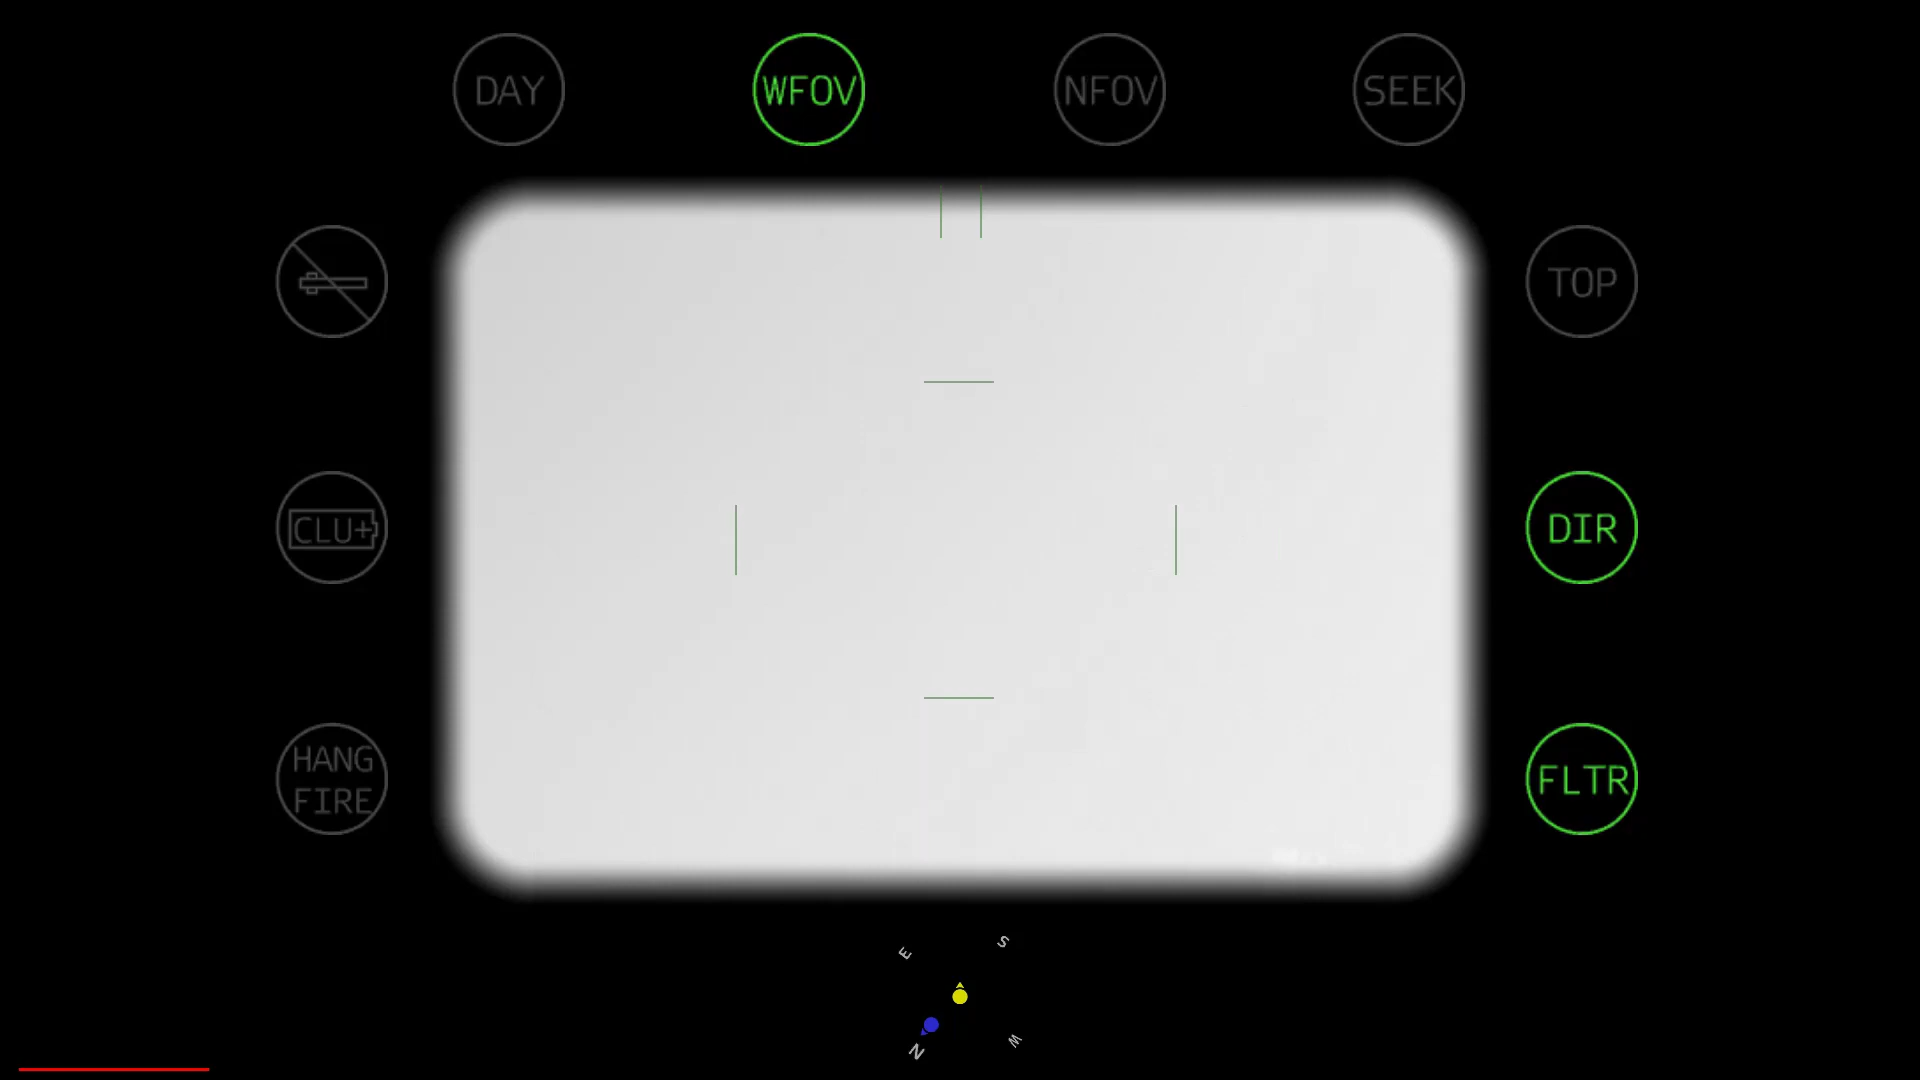 DAY
WFOV
NFOV
SEEK
TOP
CLU+
DIR
HANG
FIRE
FLTR
E
S
N
W